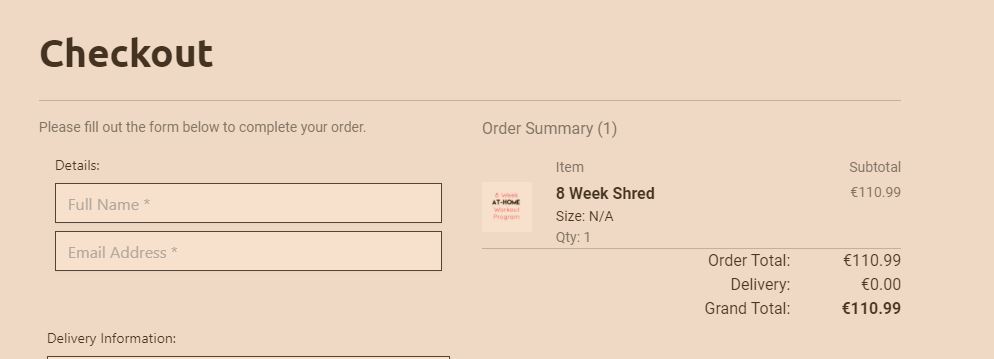 Checkout
Please fill out the form below to complete your order.
Details:
Full Name *
Email Address *
Delivery Information:
Order Summary (1)
Item Subtotal
8 Week Shred €110.99
Size: N/A
Qty: 1
8 Week
AT-HOME
Workout
Program
Order Total: €110.99
Delivery: €0.00
Grand Total: €110.99